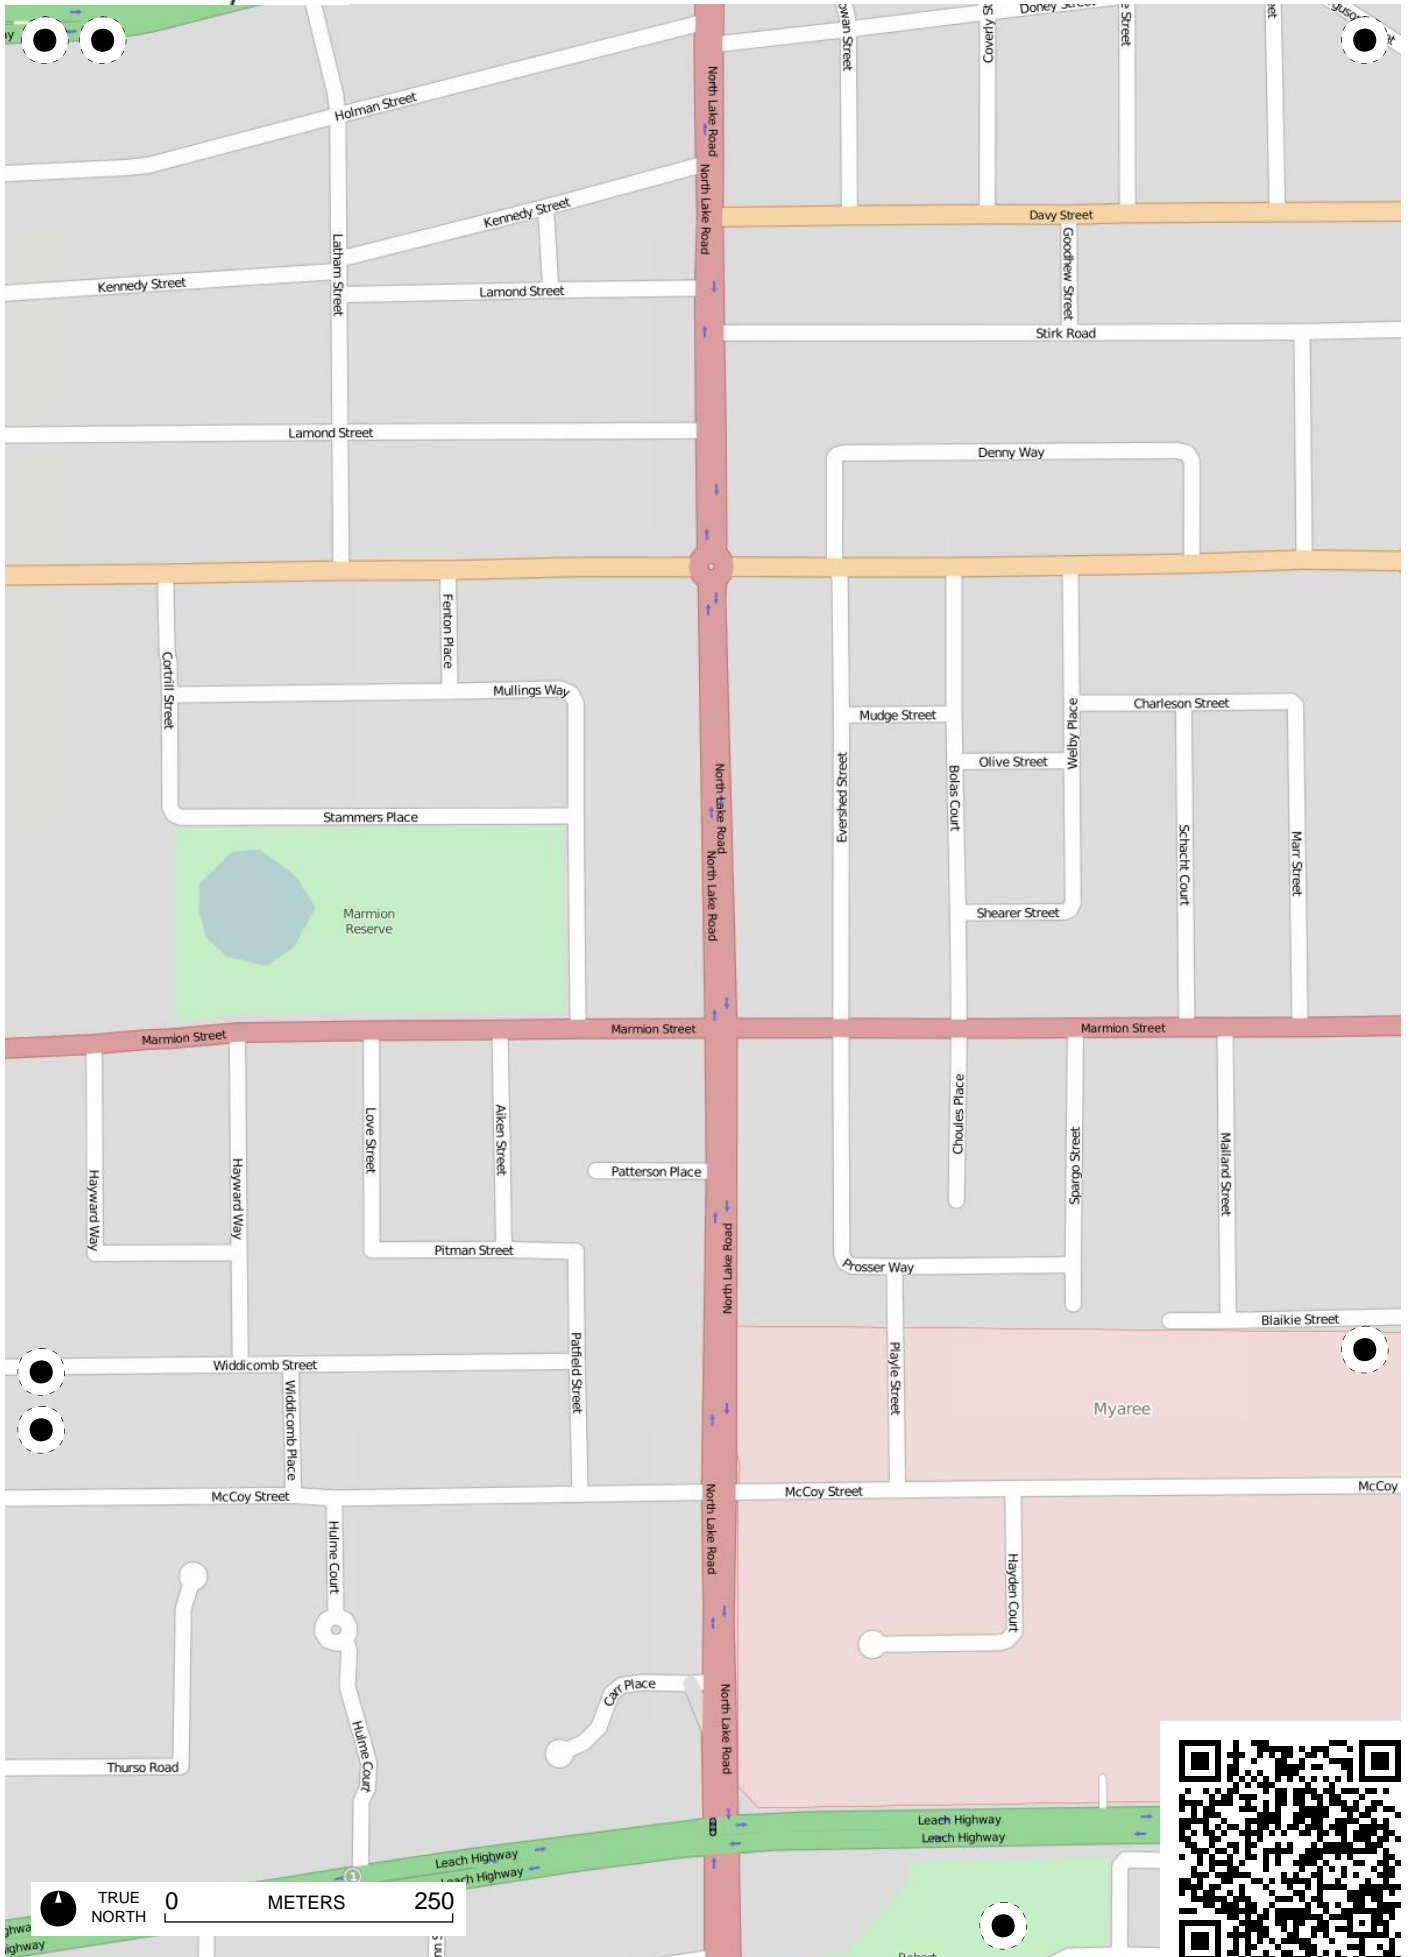 Doney Street
Coverly St
Holman Street
North Lake Road
North Lake Road
Kennedy Street
Davy Street
Latham Street
Goodhew Street
Kennedy Street
Lamond Street
Stirk Road
Lamond Street
Denny Way
Fenton Place
Cortrill Street
Mullings Way
Charleson Street
Mudge Street
Welby Place
Olive Street
Evershed Street
Bolas Court
North Lake Road
Stammers Place
Schacht Court
Marr Street
North Lake Road
Marmion
Reserve
Shearer Street
Marmion Street
Marmion Street
Marmion Street
Love Street
Aiken Street
Choules Place
Spargo Street
Malland Street
Hayward Way
Hayward Way
Patterson Place
Pitman Street
North Lake Road
Prosser Way
Blaikie Street
Widdicomb Street
Patfield Street
Playle Street
Widdicomb Place
Myaree
McCoy Street
McCoy Street
McCoy
Hulme Court
North Lake Road
Hayden Court
Carr Place
North Lake Road
Hulme Court
Thurso Road
Leach Highway
Leach Highway
Leach Highway
Leach Highway
1
TRUE
NORTH
0
METERS
250